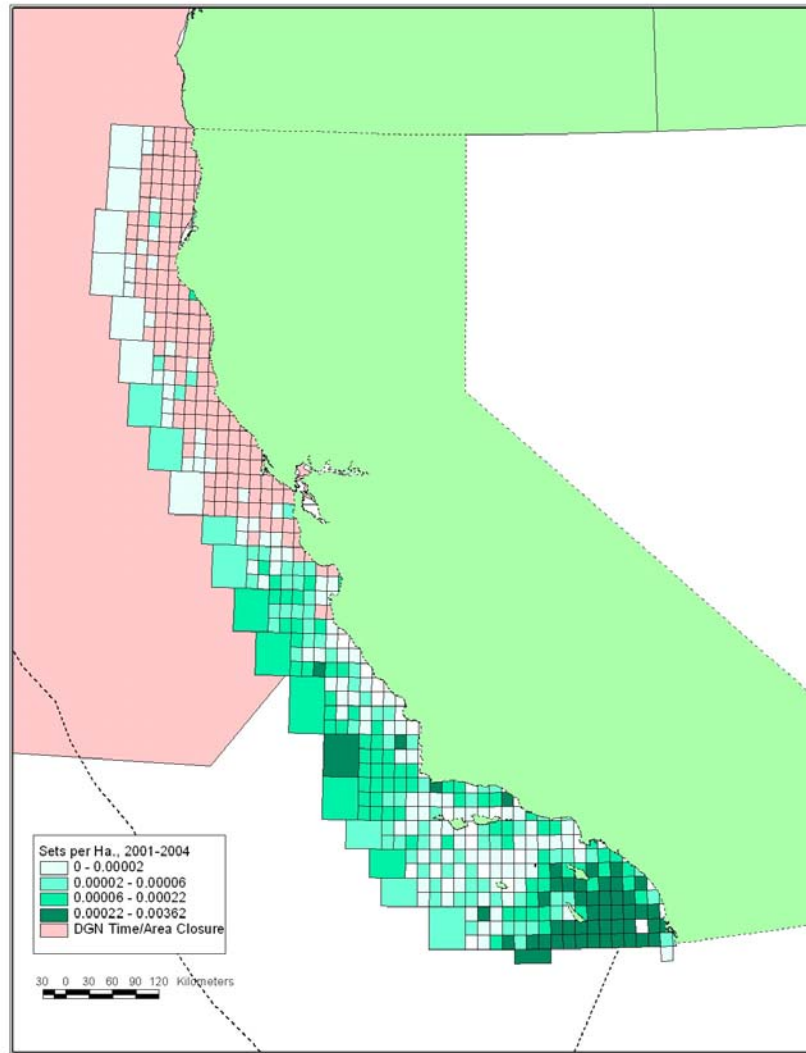 Sets per Ha., 2001-2004
0 - 0.00002
0.00002 - 0.00006
0.00006 - 0.00022
0.00022 - 0.00362
DGN Time/Area Closure
30 0 30 60 90 120 Kilometers